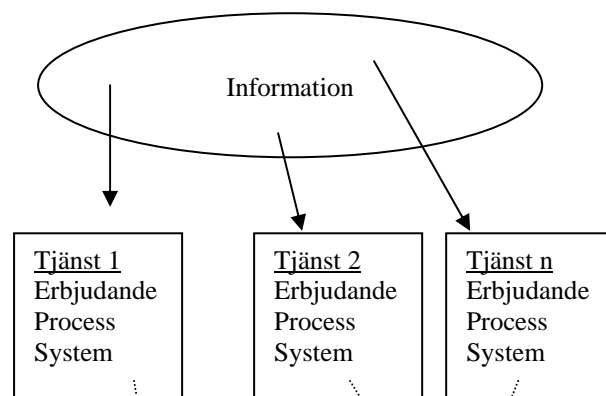 Information
Tjänst 1
Erbjudande
Process
System
Tjänst 2
Erbjudande
Process
System
Tjänst n
Erbjudande
Process
System